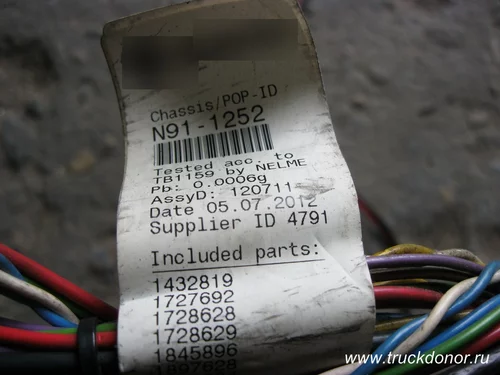 Chassis/POP-ID
N91-1252
Tested acc. to
TB1159 by NELME
Pb: 0.0006g
AssyD: 120711
Date 05.07.2012
Supplier ID 4791
Included parts:
1432819
1727692
1728628
1728629
1845896
www.truckdonor.ru